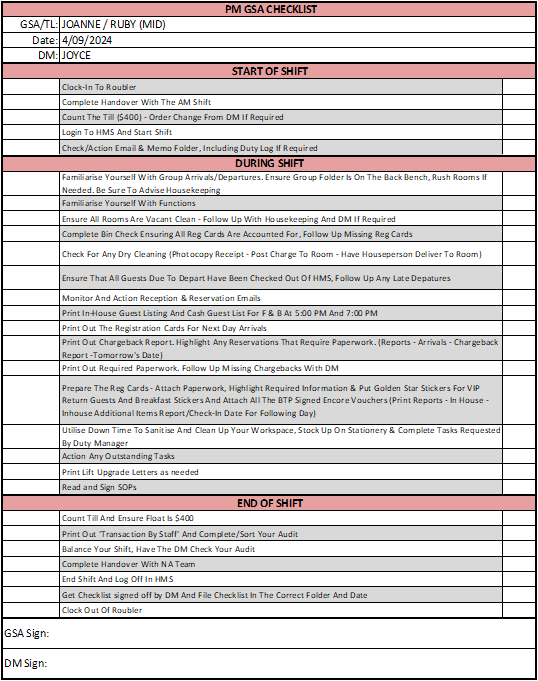 PM GSA CHECKLIST
GSA/TL: JOANNE / RUBY (MID)
Date: 4/09/2024
DM: JOYCE
START OF SHIFT
Clock-In To Roubler
Complete Handover With The AM Shift
Count The Till ($400) - Order Change From DM If Required
Login To HMS And Start Shift
Check/Action Email & Memo Folder, Including Duty Log If Required
DURING SHIFT
Familiarise Yourself With Group Arrivals/Departures. Ensure Group Folder Is On The Back Bench, Rush Rooms If
Needed. Be Sure To Advise Housekeeping
Familiarise Yourself With Functions
Ensure All Rooms Are Vacant Clean - Follow Up With Housekeeping And DM If Required
Complete Bin Check Ensuring All Reg Cards Are Accounted For, Follow Up Missing Reg Cards
Check For Any Dry Cleaning (Photocopy Receipt - Post Charge To Room - Have Houseperson Deliver To Room)
Ensure That All Guests Due To Depart Have Been Checked Out Of HMS, Follow Up Any Late Depatures
Monitor And Action Reception & Reservation Emails
Print In-House Guest Listing And Cash Guest List For F & B At 5:00 PM And 7:00 PM
Print Out The Registration Cards For Next Day Arrivals
Print Out Chargeback Report. Highlight Any Reservations That Require Paperwork. (Reports - Arrivals - Chargeback
Report -Tomorrow's Date)
Print Out Required Paperwork. Follow Up Missing Chargebacks With DM
Prepare The Reg Cards - Attach Paperwork, Highlight Required Information & Put Golden Star Stickers For VIP
Return Guests And Breakfast Stickers And Attach All The BTP Signed Encore Vouchers (Print Reports - In House -
Inhouse Additional Items Report/Check-In Date For Following Day)
Utilise Down Time To Sanitise And Clean Up Your Workspace, Stock Up On Stationery & Complete Tasks Requested
By Duty Manager
Action Any Outstanding Tasks
Print Lift Upgrade Letters as needed
Read and Sign SOPs
END OF SHIFT
Count Till And Ensure Float Is $400
Print Out 'Transaction By Staff' And Complete/Sort Your Audit
Balance Your Shift, Have The DM Check Your Audit
Complete Handover With NA Team
End Shift And Log Off In HMS
Get Checklist signed off by DM And File Checklist In The Correct Folder And Date
Clock Out Of Roubler
GSA Sign:
DM Sign: